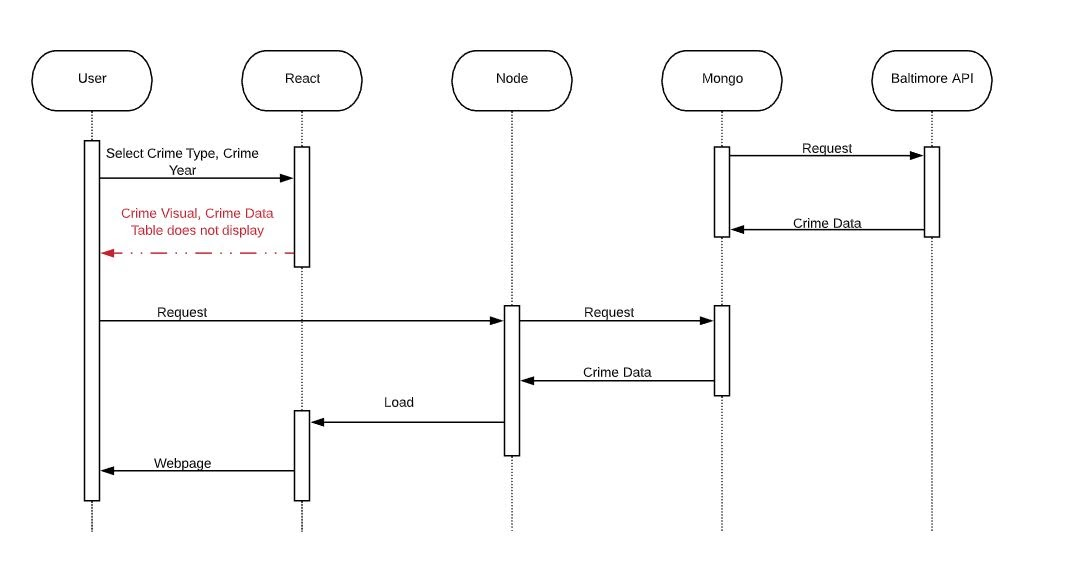 User
React
Node
Mongo
Baltimore API
Select Crime Type, Crime
Year
Request
Crime Visual, Crime Data
Table does not display
Crime Data
Request
Request
Crime Data
Load
Webpage